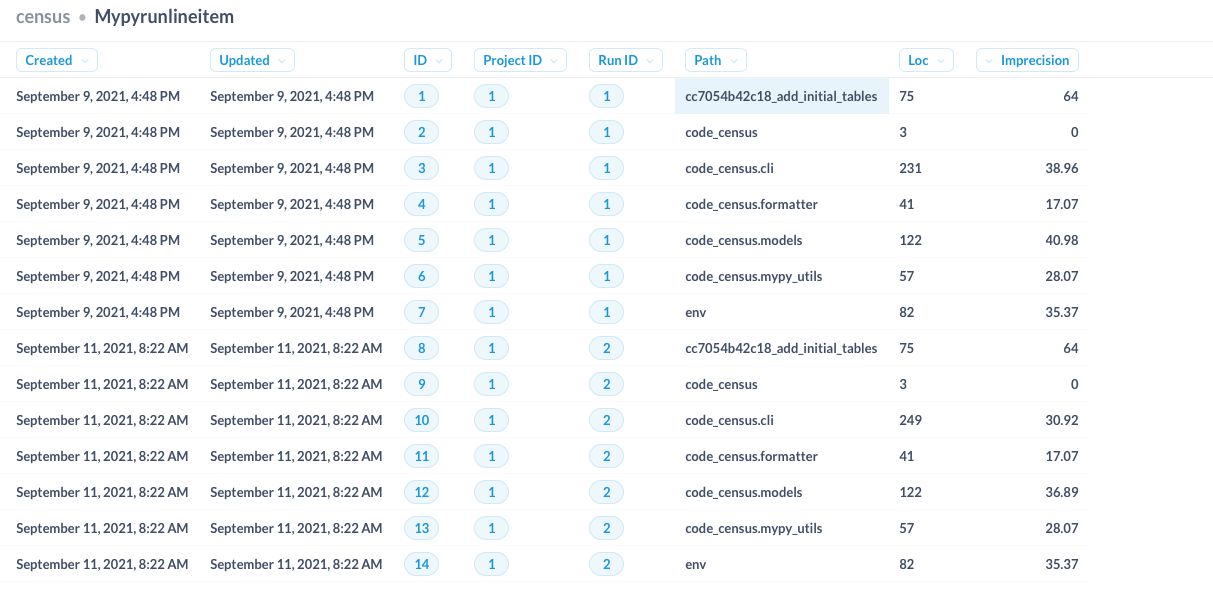 census • Mypyrunlineitem
Created Updated ID Project ID Run ID Path Loc Imprecision
September 9, 2021, 4:48 PM September 9, 2021, 4:48 PM 1 1 1 cc7054b42c18_add_initial_tables 75 64
September 9, 2021, 4:48 PM September 9, 2021, 4:48 PM 2 1 1 code_census 3 0
September 9, 2021, 4:48 PM September 9, 2021, 4:48 PM 3 1 1 code_census.cli 231 38.96
September 9, 2021, 4:48 PM September 9, 2021, 4:48 PM 4 1 1 code_census.formatter 41 17.07
September 9, 2021, 4:48 PM September 9, 2021, 4:48 PM 5 1 1 code_census.models 122 40.98
September 9, 2021, 4:48 PM September 9, 2021, 4:48 PM 6 1 1 code_census.mypy_utils 57 28.07
September 9, 2021, 4:48 PM September 9, 2021, 4:48 PM 7 1 1 env 82 35.37
September 11, 2021, 8:22 AM September 11, 2021, 8:22 AM 8 1 2 cc7054b42c18_add_initial_tables 75 64
September 11, 2021, 8:22 AM September 11, 2021, 8:22 AM 9 1 2 code_census 3 0
September 11, 2021, 8:22 AM September 11, 2021, 8:22 AM 10 1 2 code_census.cli 249 30.92
September 11, 2021, 8:22 AM September 11, 2021, 8:22 AM 11 1 2 code_census.formatter 41 17.07
September 11, 2021, 8:22 AM September 11, 2021, 8:22 AM 12 1 2 code_census.models 122 36.89
September 11, 2021, 8:22 AM September 11, 2021, 8:22 AM 13 1 2 code_census.mypy_utils 57 28.07
September 11, 2021, 8:22 AM September 11, 2021, 8:22 AM 14 1 2 env 82 35.37